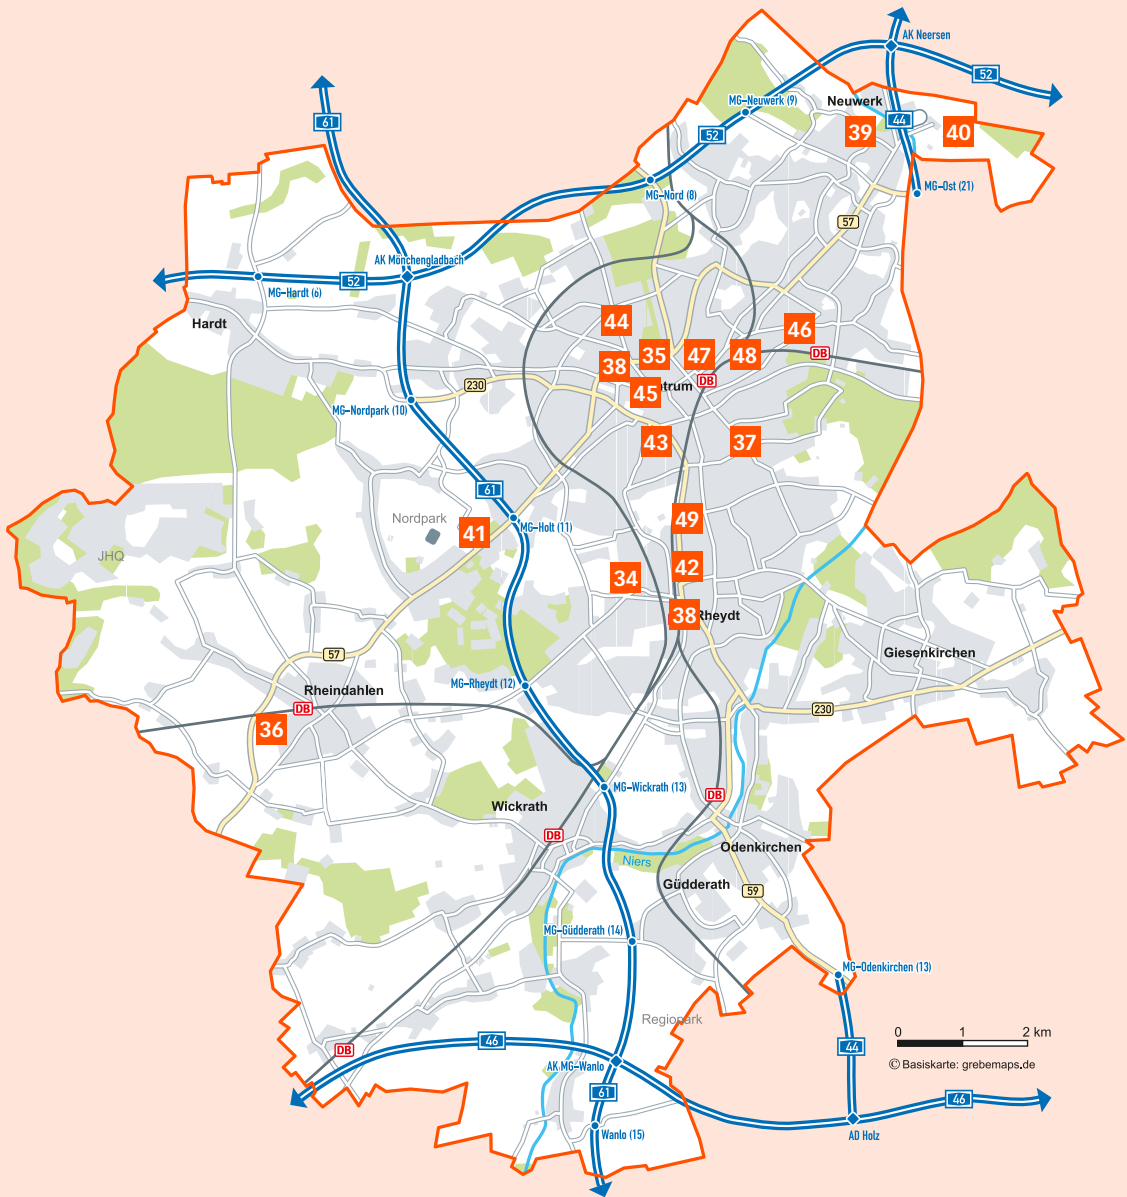 AK Neersen
52
61
MG–Neuwerk (9)
Neuwerk
44
39
40
52
MG–Ost (21)
MG–Nord (8)
57
AK Mönchengladbach
52
MG–Hardt (6)
Hardt
44
46
35
47
48
DB
38
DB
ntrum
45
230
MG–Nordpark (10)
43
37
61
Nordpark
41
MG–Holt (11)
49
JHQ
42
34
38
Rheydt
57
Giesenkirchen
MG–Rheydt (12)
Rheindahlen
DB
230
36
MG–Wickrath (13)
DB
Wickrath
DB
Odenkirchen
Niers
Güdderath
59
MG–Güdderath (14)
MG–Odenkirchen (13)
Regiopark
0 1 2 km
46
DB
44
© Basiskarte: grebemaps.de
AK MG–Wanlo
61
46
Wanlo (15)
AD Holz